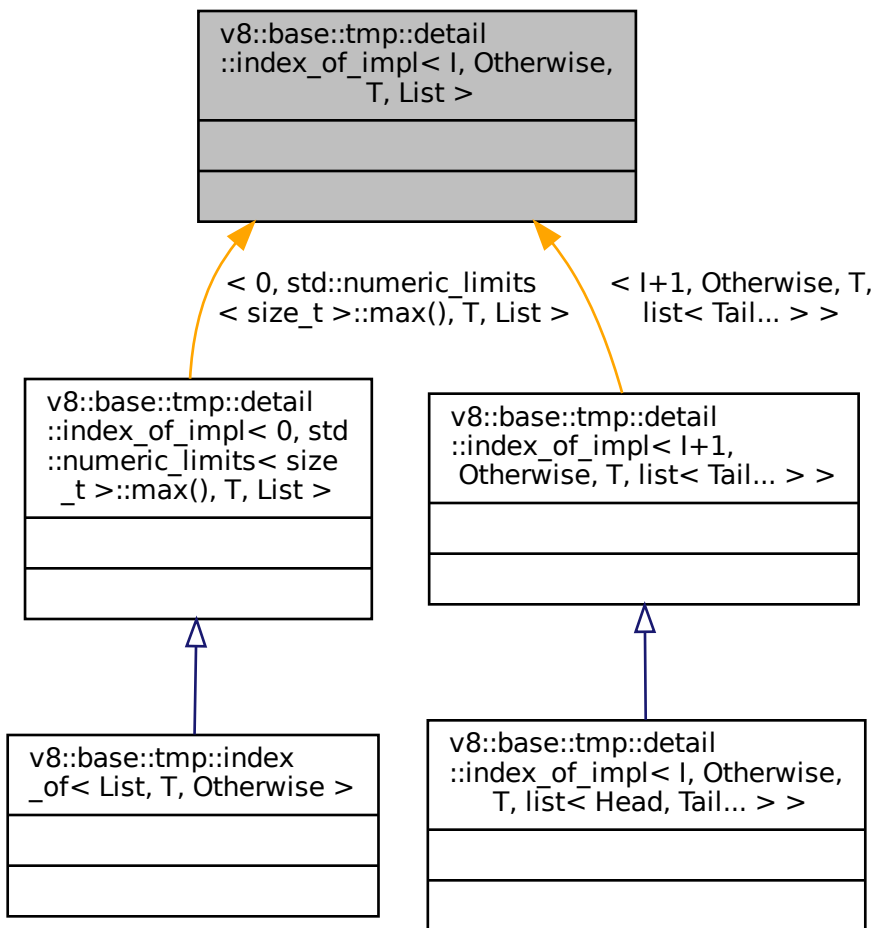 v8::base::tmp::detail
::index_of_impl< I, Otherwise,
T, List >
< 0, std::numeric_limits
< size_t >::max(), T, List >
< I+1, Otherwise, T,
list< Tail... > >
v8::base::tmp::detail
::index_of_impl< 0, std
::numeric_limits< size
_t >::max(), T, List >
v8::base::tmp::detail
::index_of_impl< I+1,
Otherwise, T, list< Tail... > >
v8::base::tmp::index
_of< List, T, Otherwise >
v8::base::tmp::detail
::index_of_impl< I, Otherwise,
T, list< Head, Tail... > >